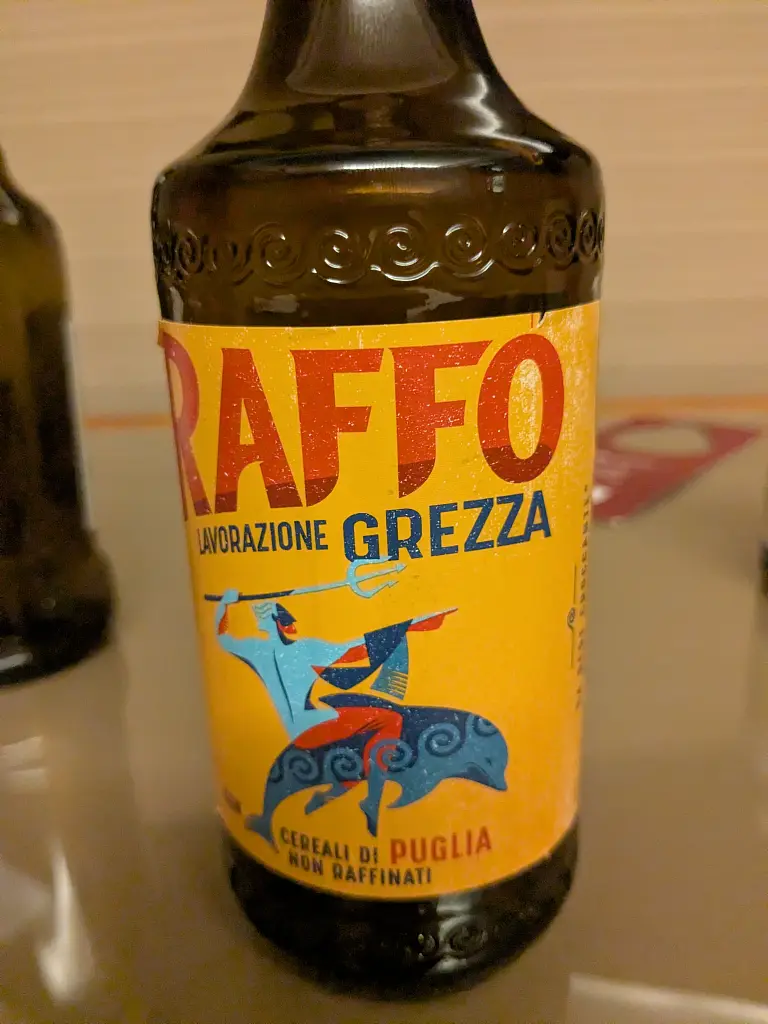 RAFFO
LAVORAZIONE GREZZA
CEREALI DI PUGLIA
NON RAFFINATI